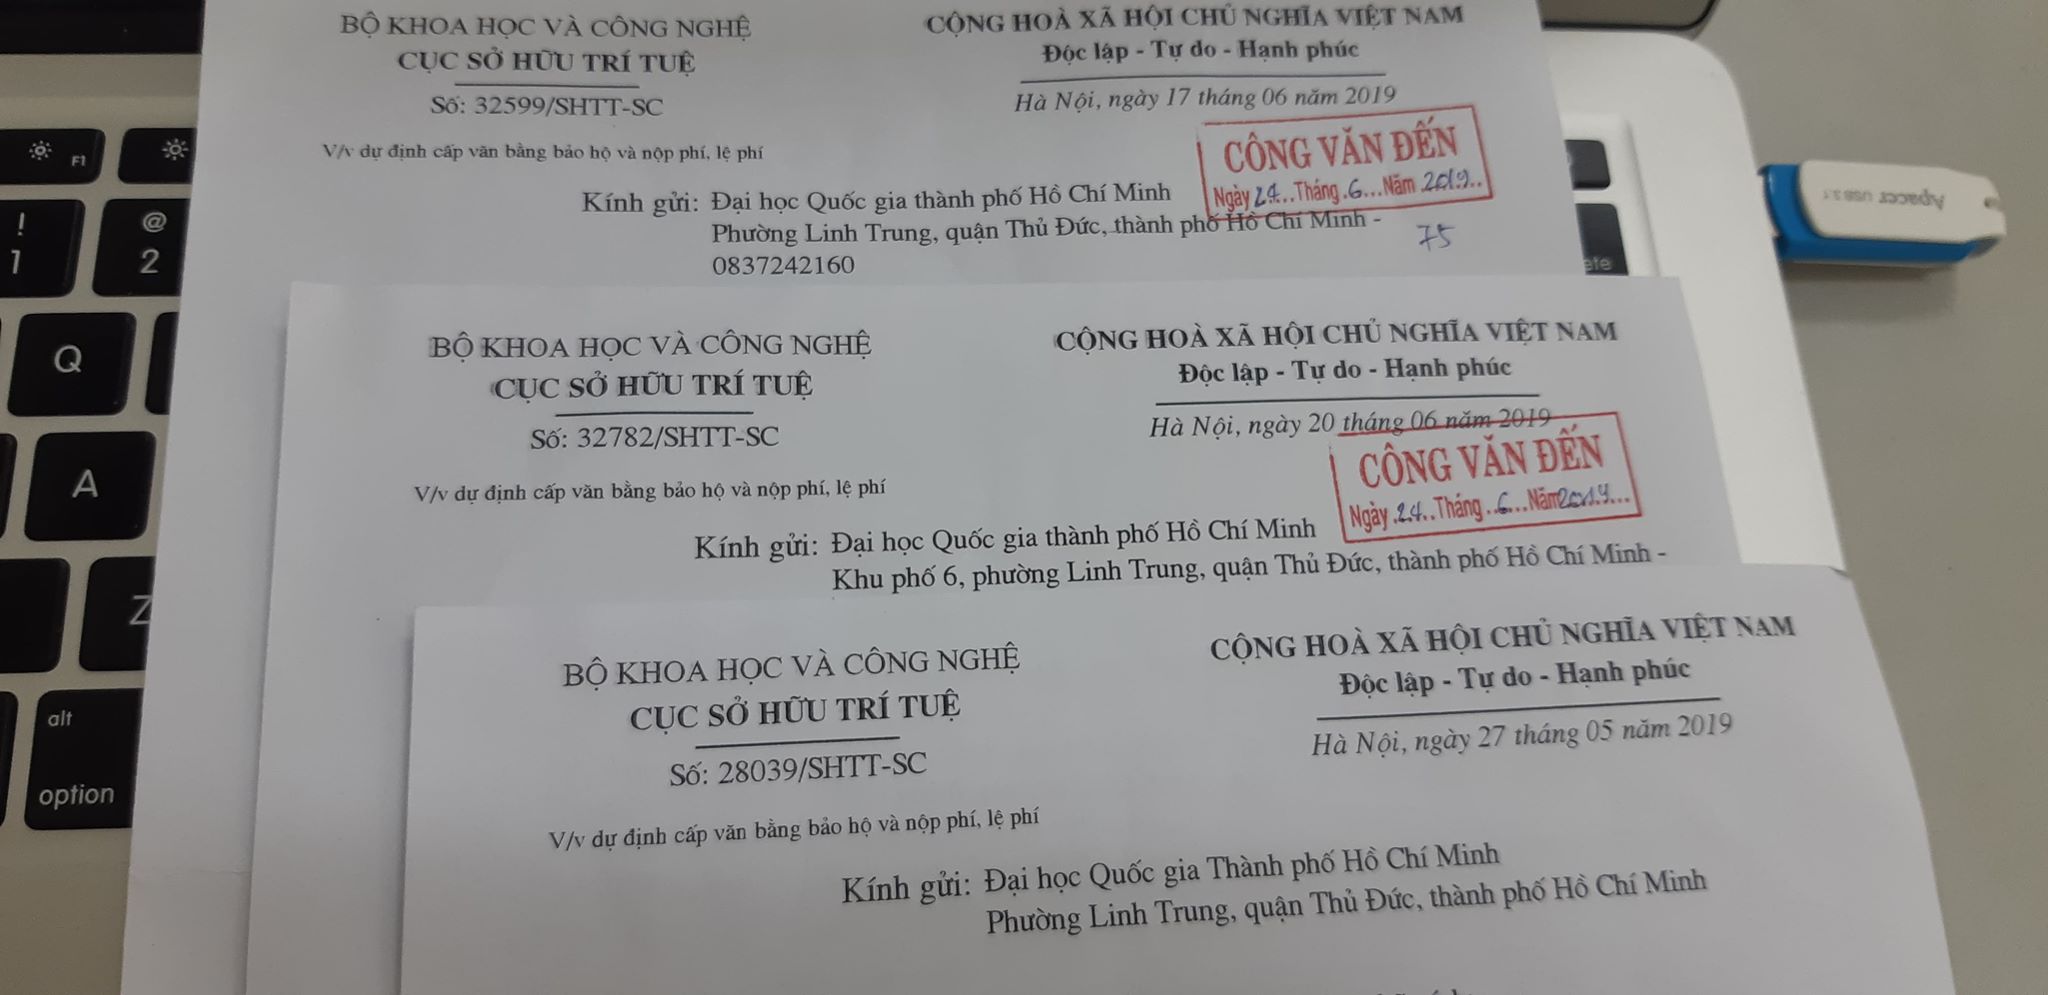 BỘ KHOA HỌC VÀ CÔNG NGHỆ
CỤC SỞ HỮU TRÍ TUỆ
Số: 32599/SHTT-SC
V/v dự định cấp văn bằng bảo hộ và nộp phí, lệ phí
CỘNG HOÀ XÃ HỘI CHỦ NGHĨA VIỆT NAM
Độc lập - Tự do - Hạnh phúc
Hà Nội, ngày 17 tháng 06 năm 2019
CÔNG VĂN ĐẾN
Ngày 24 Tháng 6 Năm 2019
Kính gửi: Đại học Quốc gia thành phố Hồ Chí Minh
Phường Linh Trung, quận Thủ Đức, thành phố Hồ Chí Minh -
0837242160
75
BỘ KHOA HỌC VÀ CÔNG NGHỆ
CỤC SỞ HỮU TRÍ TUỆ
Số: 32782/SHTT-SC
V/v dự định cấp văn bằng bảo hộ và nộp phí, lệ phí
CỘNG HOÀ XÃ HỘI CHỦ NGHĨA VIỆT NAM
Độc lập - Tự do - Hạnh phúc
Hà Nội, ngày 20 tháng 06 năm 2019
CÔNG VĂN ĐẾN
Ngày 24 Tháng 6 Năm 2019
Kính gửi: Đại học Quốc gia thành phố Hồ Chí Minh
Khu phố 6, phường Linh Trung, quận Thủ Đức, thành phố Hồ Chí Minh -
BỘ KHOA HỌC VÀ CÔNG NGHỆ
CỤC SỞ HỮU TRÍ TUỆ
Số: 28039/SHTT-SC
V/v dự định cấp văn bằng bảo hộ và nộp phí, lệ phí
CỘNG HOÀ XÃ HỘI CHỦ NGHĨA VIỆT NAM
Độc lập - Tự do - Hạnh phúc
Hà Nội, ngày 27 tháng 05 năm 2019
Kính gửi: Đại học Quốc gia Thành phố Hồ Chí Minh
Phường Linh Trung, quận Thủ Đức, thành phố Hồ Chí Minh
F1
!
1
@
2
Q
A
Z
alt
option
Apacer USB 3.1